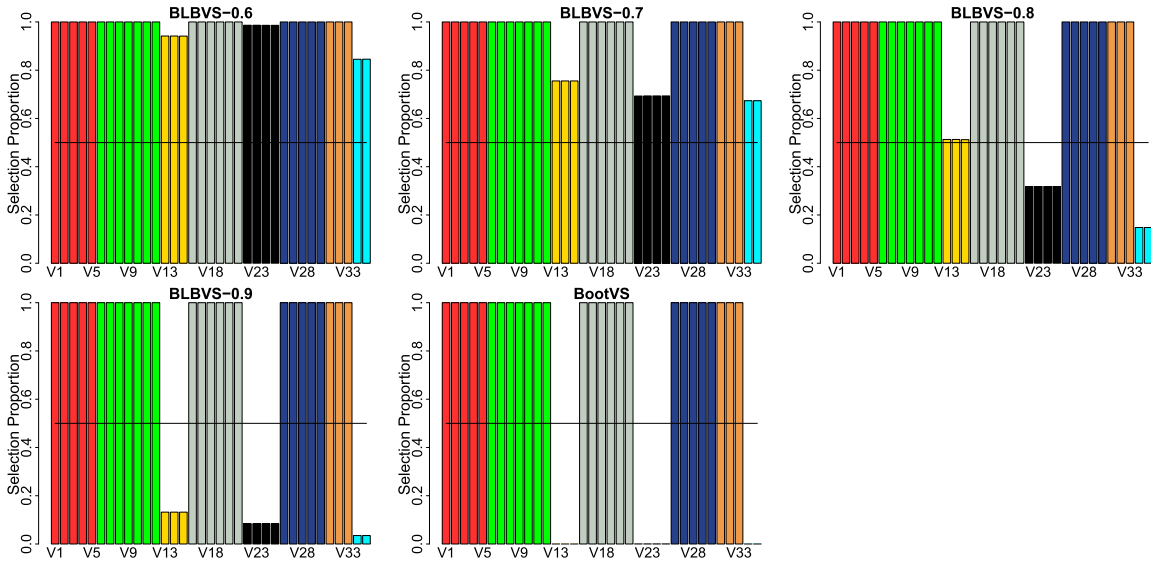 BLBVS−0.6
Selection Proportion
0.0 0.2 0.4 0.6 0.8 1.0
V1 V5 V9 V13 V18 V23 V28 V33
BLBVS−0.7
Selection Proportion
0.0 0.2 0.4 0.6 0.8 1.0
V1 V5 V9 V13 V18 V23 V28 V33
BLBVS−0.8
Selection Proportion
0.0 0.2 0.4 0.6 0.8 1.0
V1 V5 V9 V13 V18 V23 V28 V33
BLBVS−0.9
Selection Proportion
0.0 0.2 0.4 0.6 0.8 1.0
V1 V5 V9 V13 V18 V23 V28 V33
BootVS
Selection Proportion
0.0 0.2 0.4 0.6 0.8 1.0
V1 V5 V9 V13 V18 V23 V28 V33